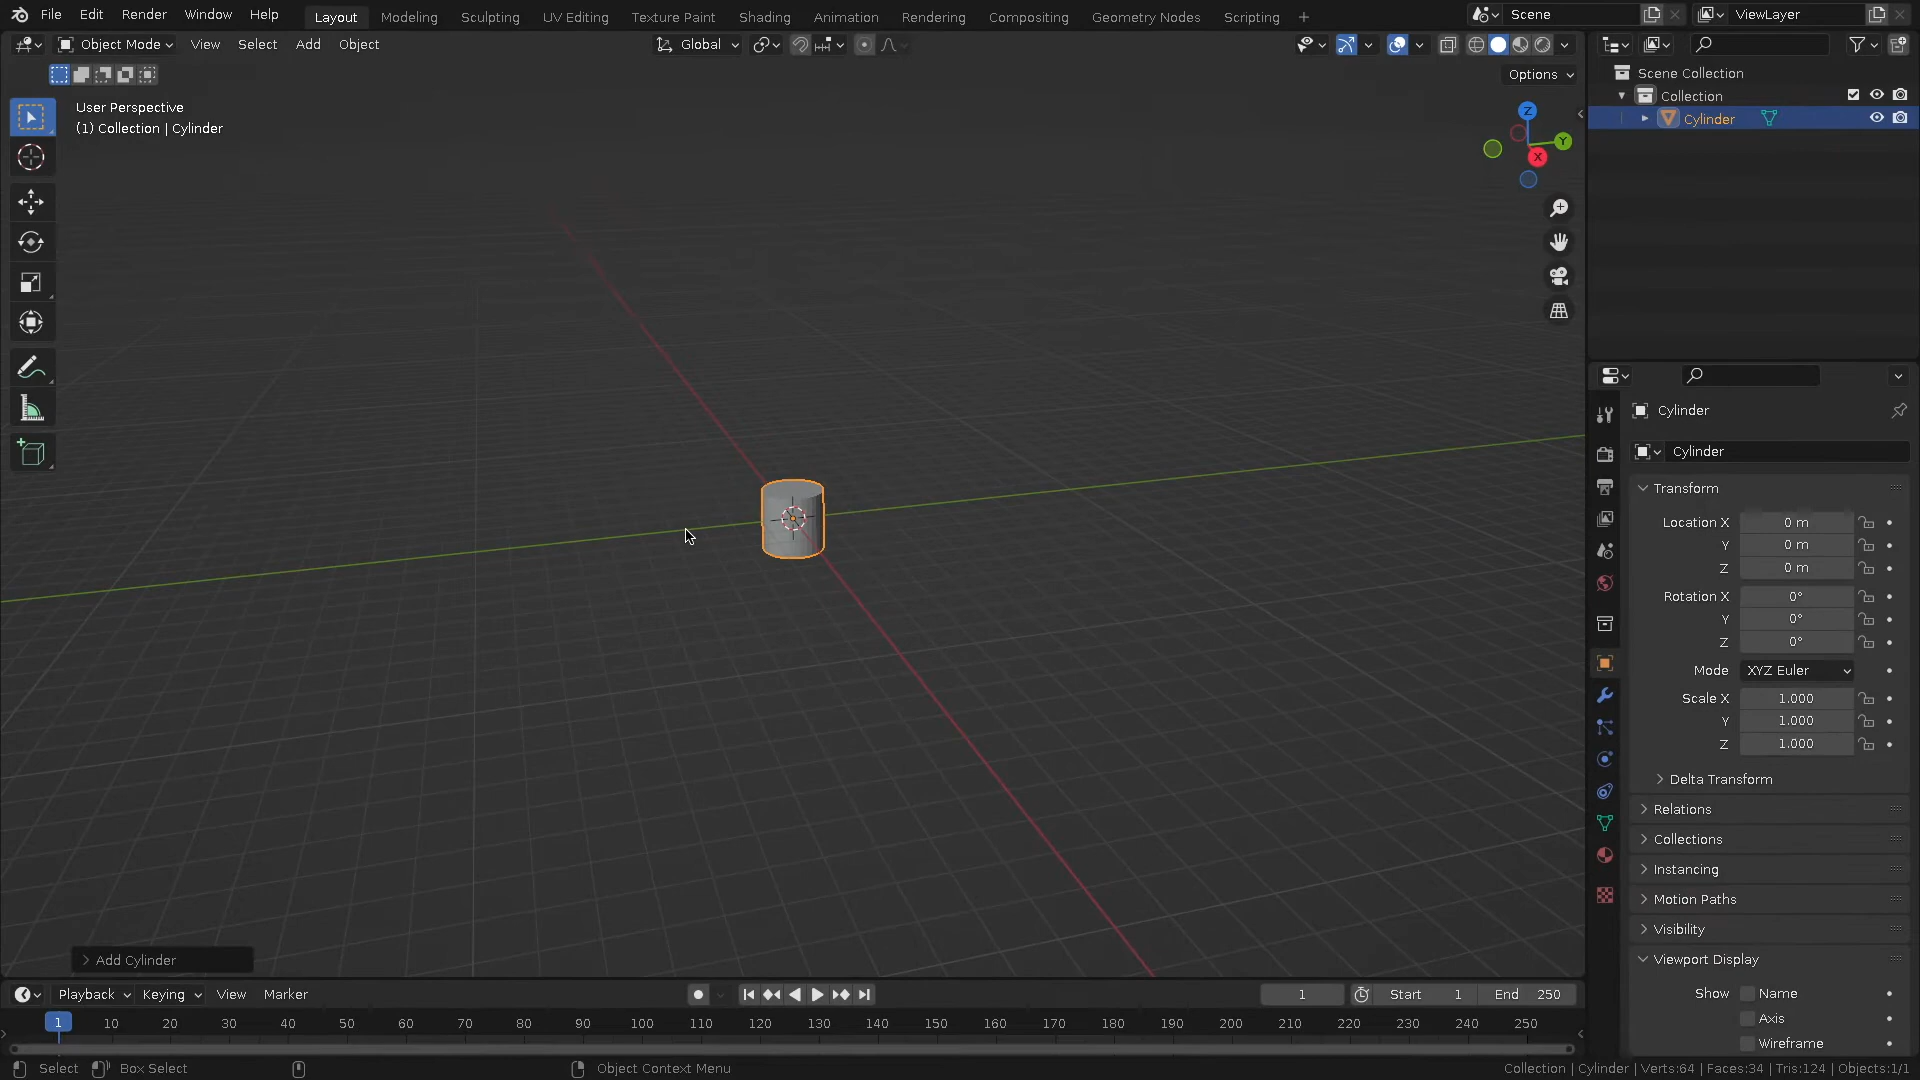 File Edit Render Window Help Layout Modeling Sculpting UV Editing Texture Paint Shading Animation Rendering Compositing Geometry Nodes Scripting + Scene ViewLayer
Object Mode View Select Add Object Global
Options
User Perspective
(1) Collection | Cylinder
Z
Y
X
Scene Collection
Collection
Cylinder
Cylinder
Cylinder
Transform
Location X 0 m
Y 0 m
Z 0 m
Rotation X 0°
Y 0°
Z 0°
Mode XYZ Euler
Scale X 1.000
Y 1.000
Z 1.000
Delta Transform
Relations
Collections
Instancing
Motion Paths
Visibility
Viewport Display
Show Name
Axis
Wireframe
Add Cylinder
Playback Keying View Marker 1 Start 1 End 250
1 10 20 30 40 50 60 70 80 90 100 110 120 130 140 150 160 170 180 190 200 210 220 230 240 250
Select Box Select Object Context Menu Collection | Cylinder | Verts:64 | Faces:34 | Tris:124 | Objects:1/1